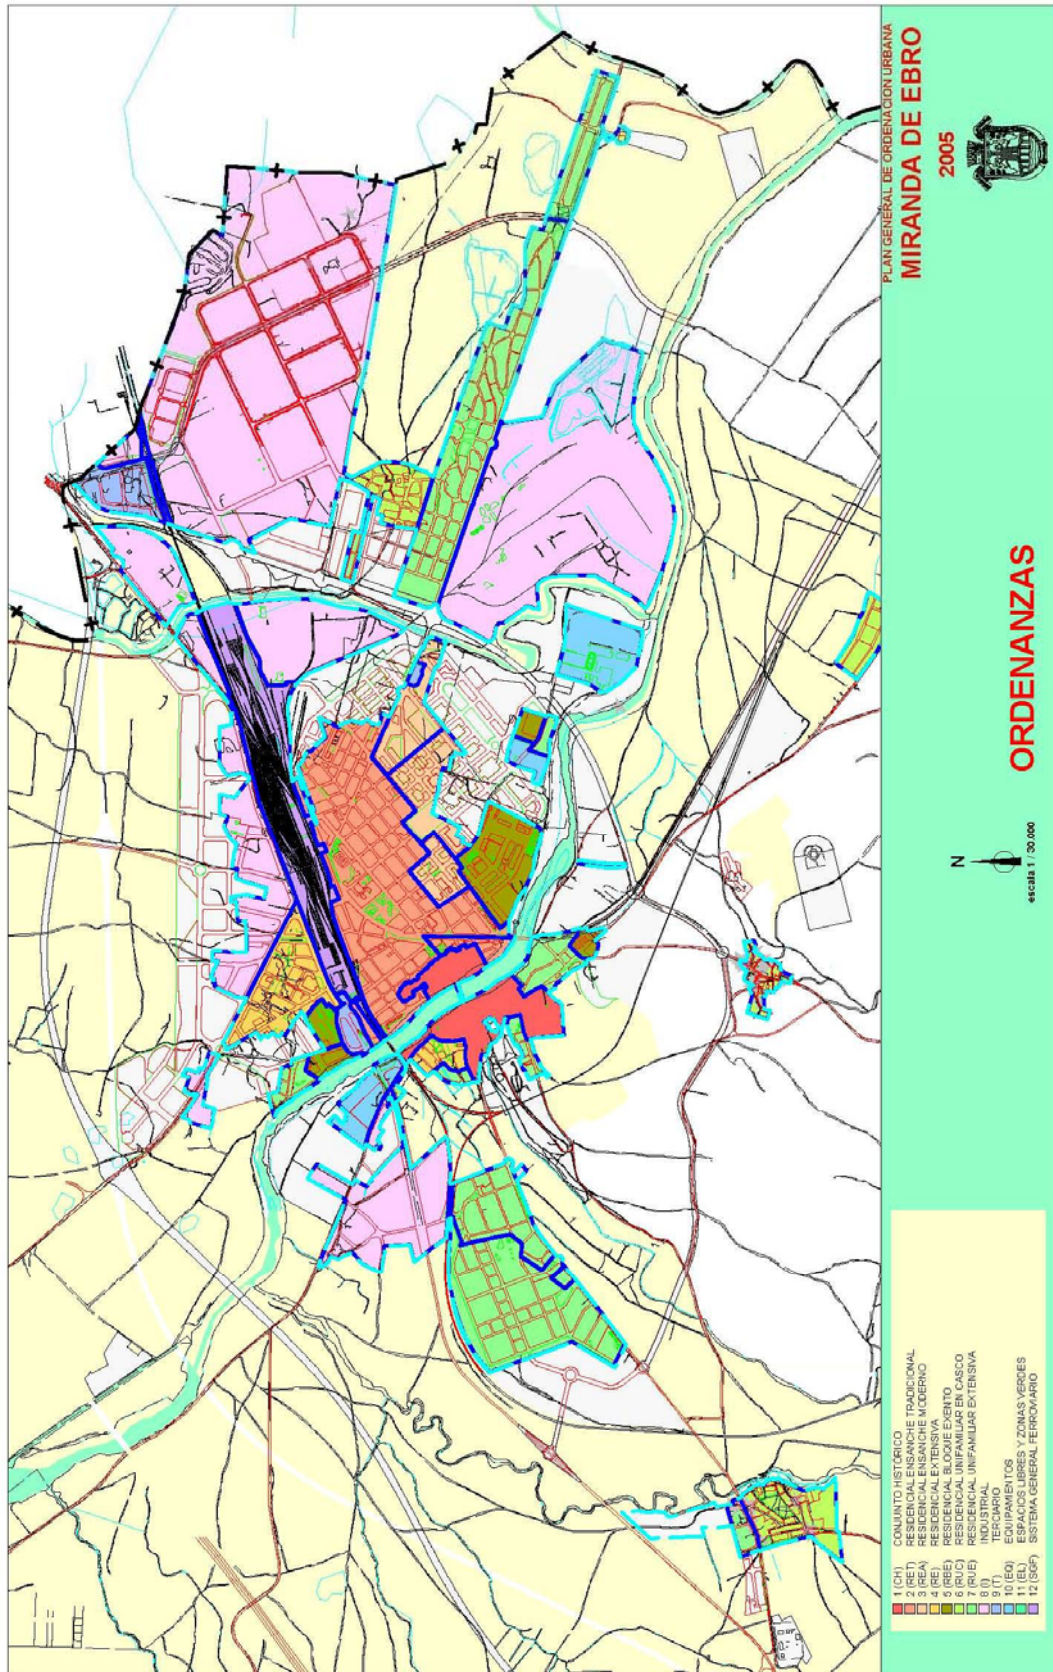 PLAN GENERAL DE ORDENACION URBANA
MIRANDA DE EBRO
2005
ORDENANZAS
N
escala 1 / 30.000
1 (CH) CONJUNTO HISTÓRICO
2 (RET) RESIDENCIAL ENSANCHE TRADICIONAL
3 (REA) RESIDENCIAL ENSANCHE MODERNO
4 (RE) RESIDENCIAL EXTENSIVA
5 (RBE) RESIDENCIAL BLOQUE EXENTO
6 (RUC) RESIDENCIAL UNIFAMILIAR EN CASCO
7 (RUE) RESIDENCIAL UNIFAMILIAR EXTENSIVA
8 (I) INDUSTRIAL
9 (T) TERCIARIO
10 (EQ) EQUIPAMIENTOS
11 (EL) ESPACIOS LIBRES Y ZONAS VERDES
12 (SGF) SISTEMA GENERAL FERROVIARIO